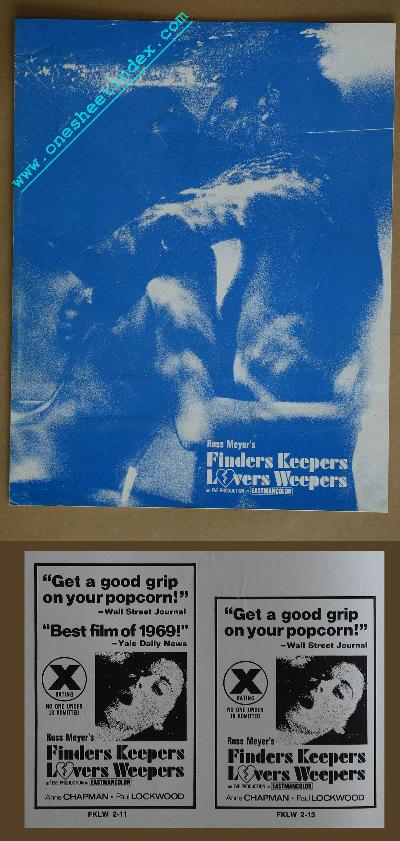 www.onesheetindex.com
Russ Meyer's
Finders Keepers
Lovers Weepers
an EVE PRODUCTION in EASTMANCOLOR
“Get a good grip
on your popcorn!”
—Wall Street Journal
“Best film of 1969!”
—Yale Daily News
X
RATING
NO ONE UNDER
18 ADMITTED
Russ Meyer's
Finders Keepers
Lovers Weepers
an EVE PRODUCTION in EASTMANCOLOR
Anne CHAPMAN • Paul LOCKWOOD
FKLW 2-11
“Get a good grip
on your popcorn!”
—Wall Street Journal
X
RATING
NO ONE UNDER
18 ADMITTED
Russ Meyer's
Finders Keepers
Lovers Weepers
an EVE PRODUCTION in EASTMANCOLOR
Anne CHAPMAN • Paul LOCKWOOD
FKLW 2-13